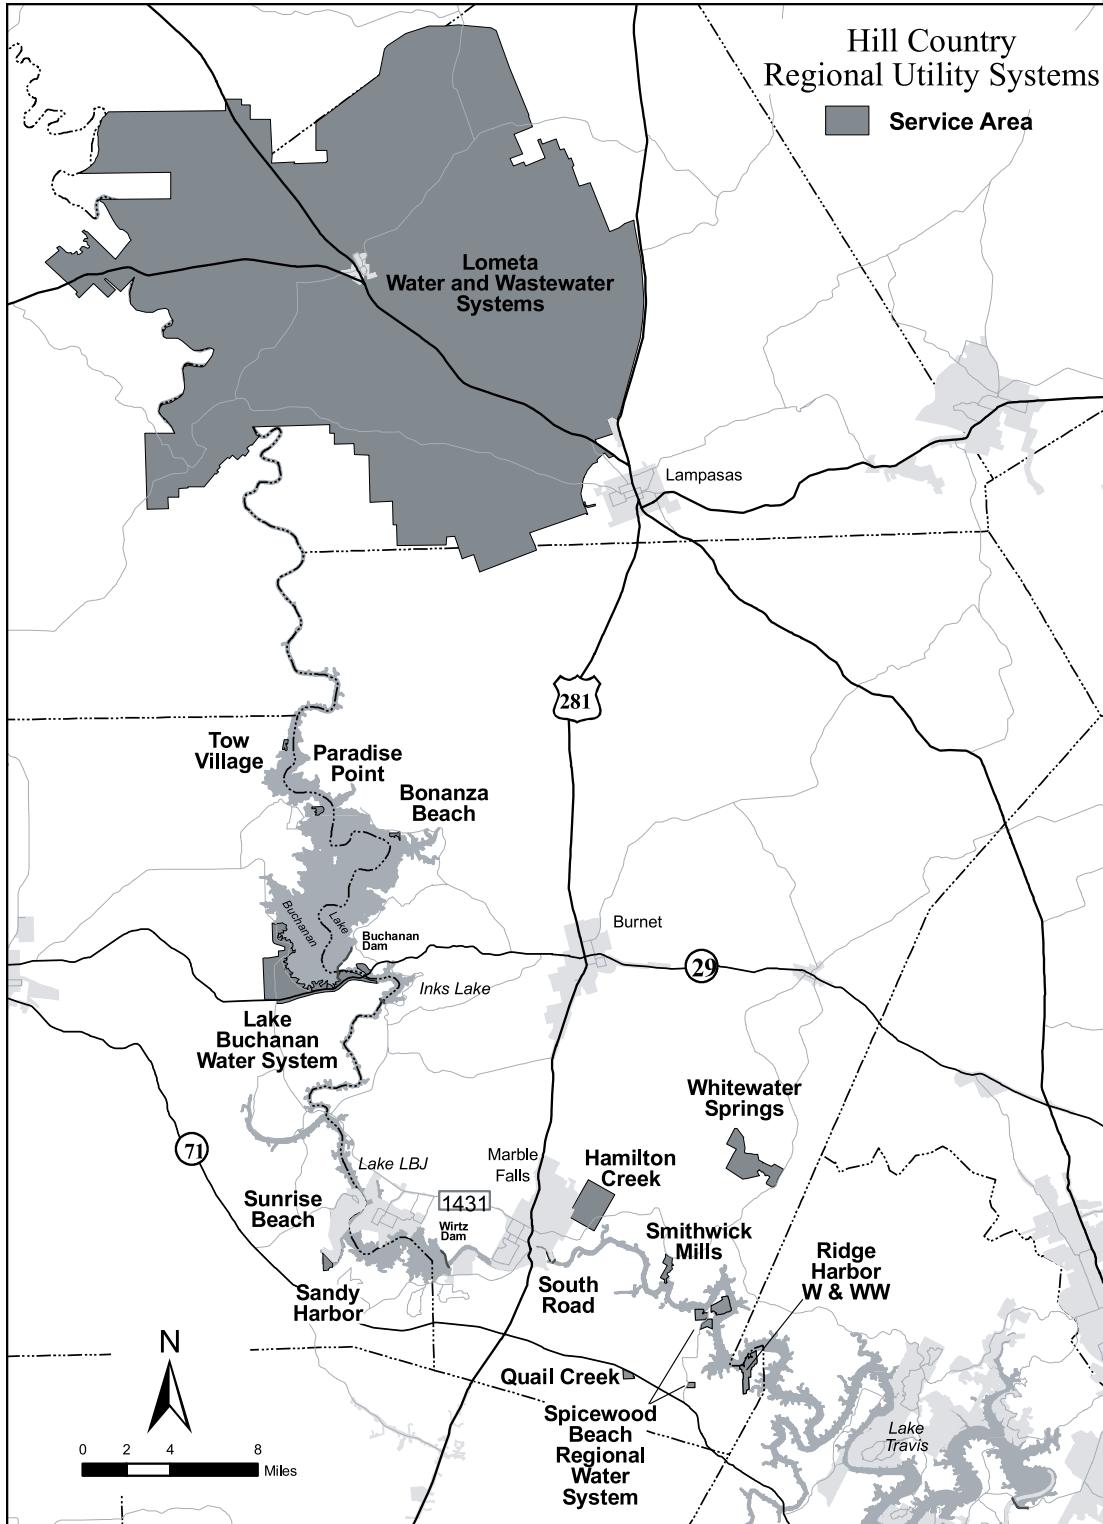 Hill Country
Regional Utility Systems
Service Area
Lometa
Water and Wastewater
Systems
Lampasas
281
Tow
Village
Paradise
Point
Bonanza
Beach
Buchanan
Lake
Buchanan
Dam
Burnet
29
Inks Lake
Lake
Buchanan
Water System
Whitewater
Springs
71
Lake LBJ
Marble
Falls
Hamilton
Creek
Sunrise
Beach
1431
Wirtz
Dam
Smithwick
Mills
Ridge
Harbor
W & WW
Sandy
Harbor
South
Road
N
Quail Creek
Spicewood
Beach
Regional
Water
System
Lake
Travis
0 2 4 8
Miles